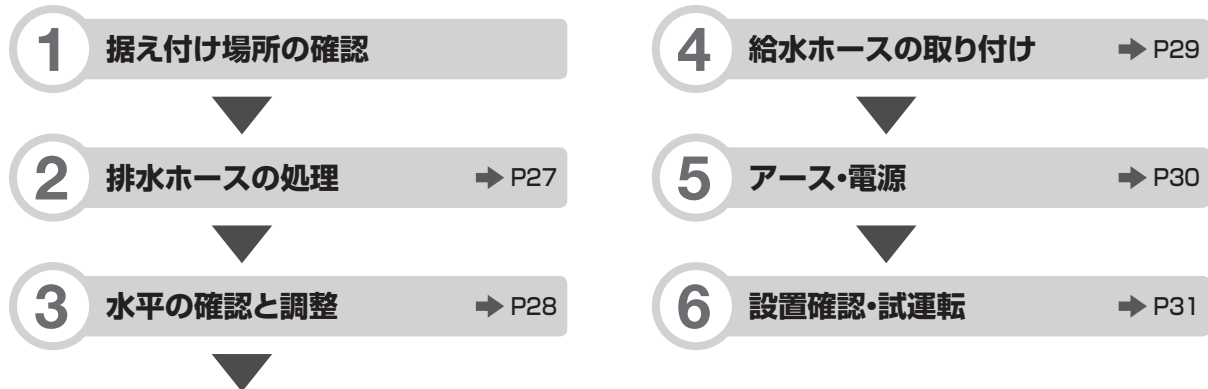 1 据え付け場所の確認
2 排水ホースの処理 ➡ P27
3 水平の確認と調整 ➡ P28
4 給水ホースの取り付け ➡ P29
5 アース・電源 ➡ P30
6 設置確認・試運転 ➡ P31